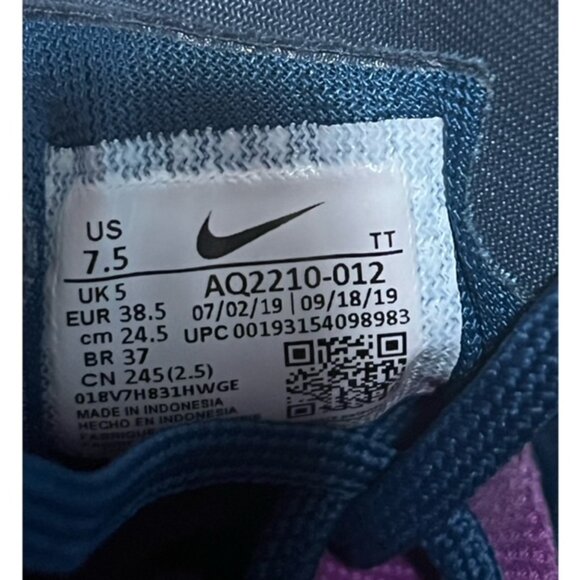 US
7.5
TT
UK 5
AQ2210-012
EUR 38.5
07/02/19 | 09/18/19
cm 24.5
UPC 00193154098983
BR 37
CN 245(2.5)
018V7H831HWGE
MADE IN INDONESIA
HECHO EN INDONESIA